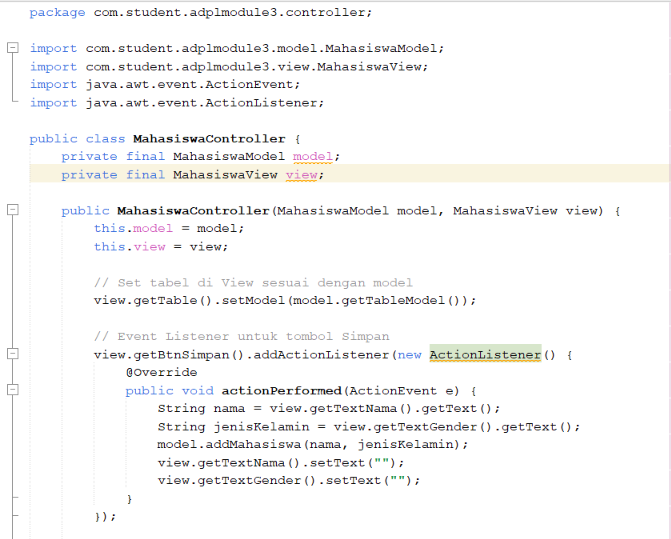 package com.student.adplmodule3.controller;
import com.student.adplmodule3.model.MahasiswaModel;
import com.student.adplmodule3.view.MahasiswaView;
import java.awt.event.ActionEvent;
import java.awt.event.ActionListener;
public class MahasiswaController {
private final MahasiswaModel model;
private final MahasiswaView view;
public MahasiswaController(MahasiswaModel model, MahasiswaView view) {
this.model = model;
this.view = view;
// Set tabel di View sesuai dengan model
view.getTable().setModel(model.getTableModel());
// Event Listener untuk tombol Simpan
view.getBtnSimpan().addActionListener(new ActionListener() {
@Override
public void actionPerformed(ActionEvent e) {
String nama = view.getTextNama().getText();
String jenisKelamin = view.getTextGender().getText();
model.addMahasiswa(nama, jenisKelamin);
view.getTextNama().setText("");
view.getTextGender().setText("");
}
});